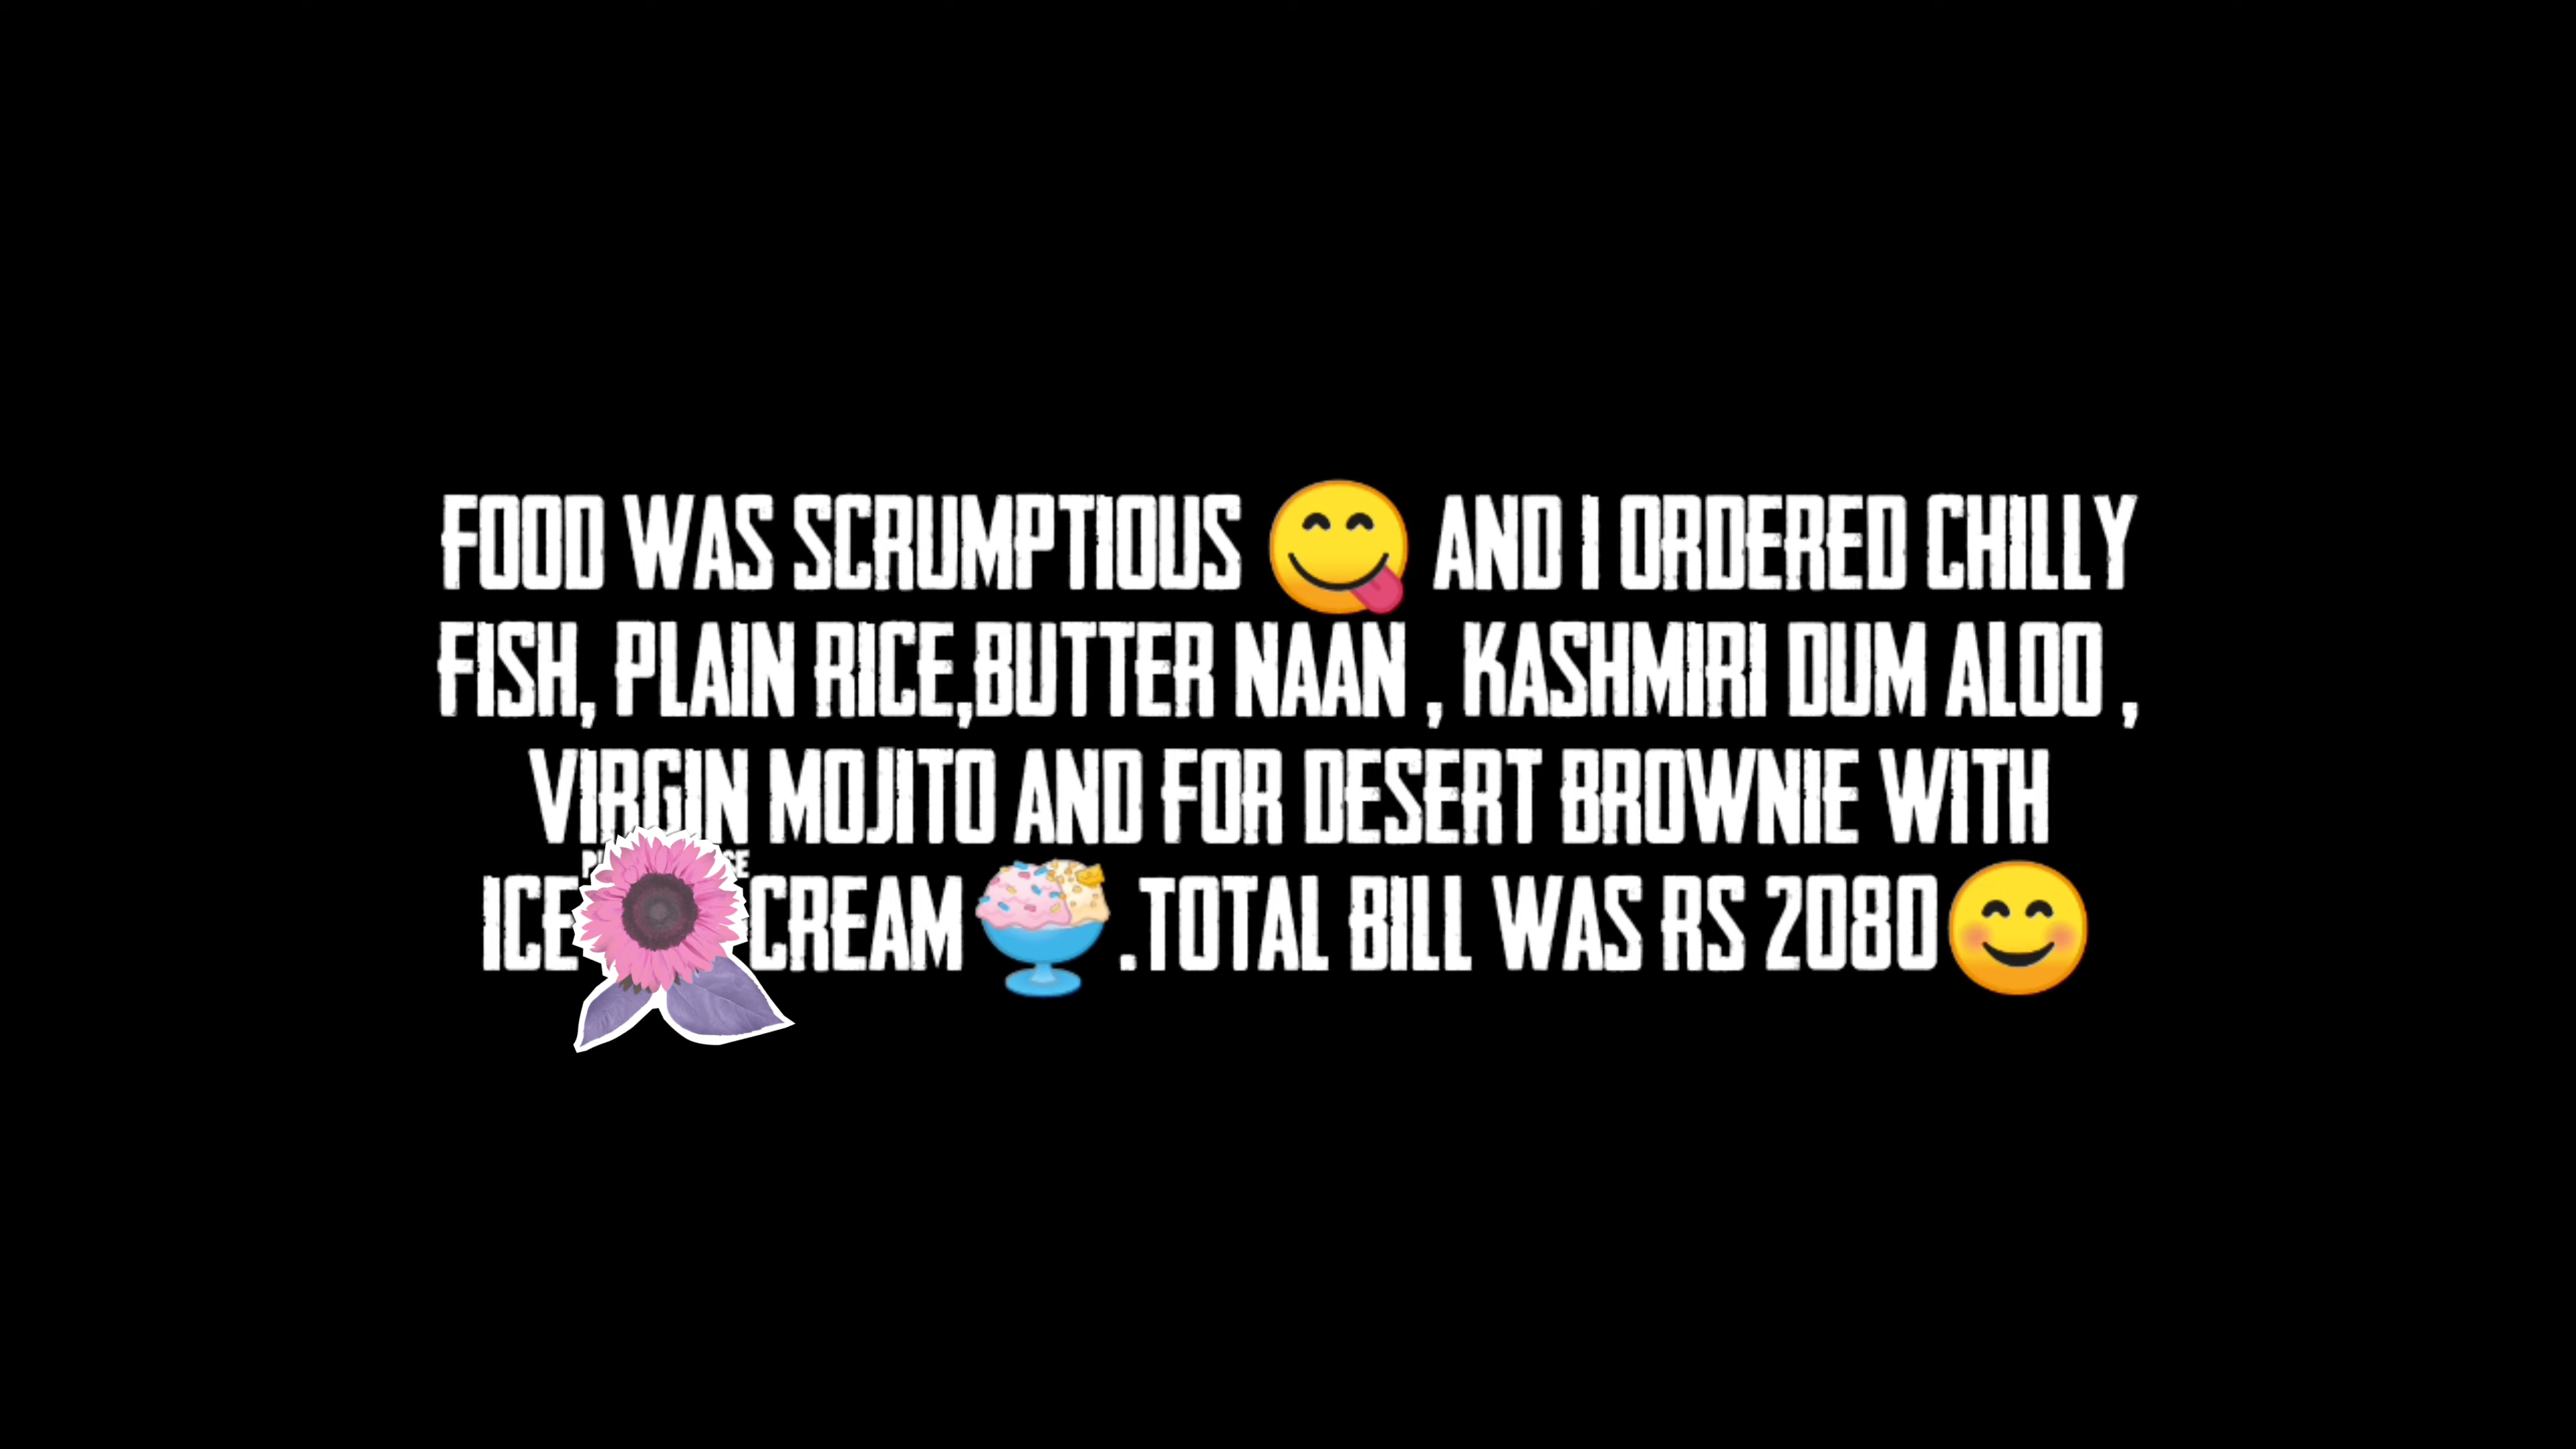 FOOD WAS SCRUMPTIOUS 😋 AND I ORDERED CHILLY
FISH, PLAIN RICE,BUTTER NAAN , KASHMIRI DUM ALOO ,
VIRGIN MOJITO AND FOR DESERT BROWNIE WITH
ICE CREAM🍨.TOTAL BILL WAS RS 2080😊